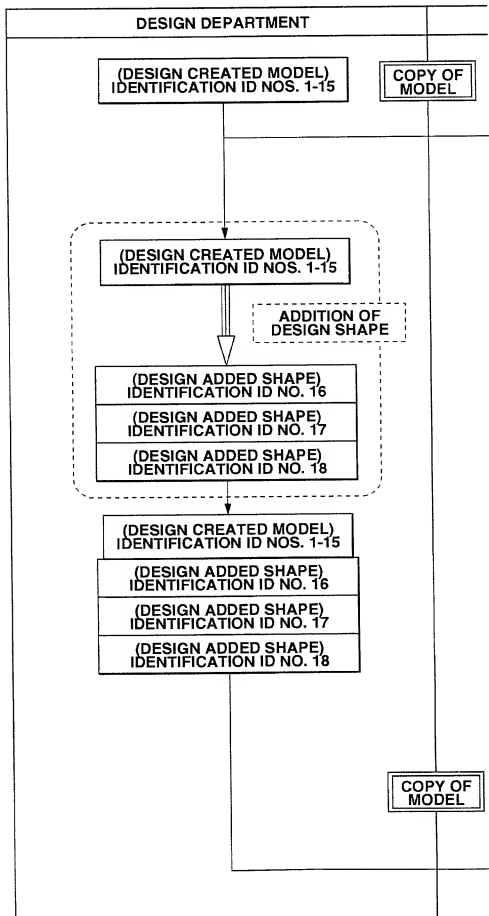 DESIGN DEPARTMENT
(DESIGN CREATED MODEL)
IDENTIFICATION ID NOS. 1-15
COPY OF
MODEL
(DESIGN CREATED MODEL)
IDENTIFICATION ID NOS. 1-15
ADDITION OF
DESIGN SHAPE
(DESIGN ADDED SHAPE)
IDENTIFICATION ID NO. 16
(DESIGN ADDED SHAPE)
IDENTIFICATION ID NO. 17
(DESIGN ADDED SHAPE)
IDENTIFICATION ID NO. 18
(DESIGN CREATED MODEL)
IDENTIFICATION ID NOS. 1-15
(DESIGN ADDED SHAPE)
IDENTIFICATION ID NO. 16
(DESIGN ADDED SHAPE)
IDENTIFICATION ID NO. 17
(DESIGN ADDED SHAPE)
IDENTIFICATION ID NO. 18
COPY OF
MODEL